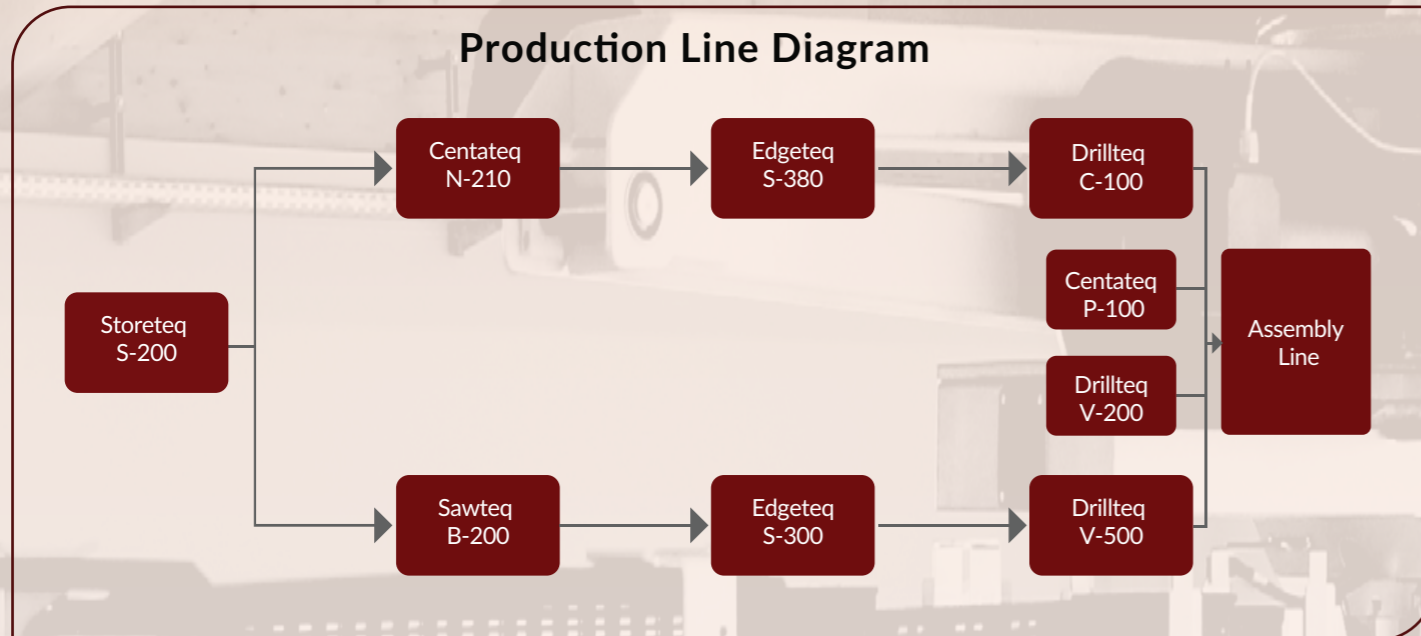 Production Line Diagram
Centateq
N-210
Edgeteq
S-380
Drillteq
C-100
Centateq
P-100
Storeteq
S-200
Assembly
Line
Drillteq
V-200
Sawteq
B-200
Edgeteq
S-300
Drillteq
V-500